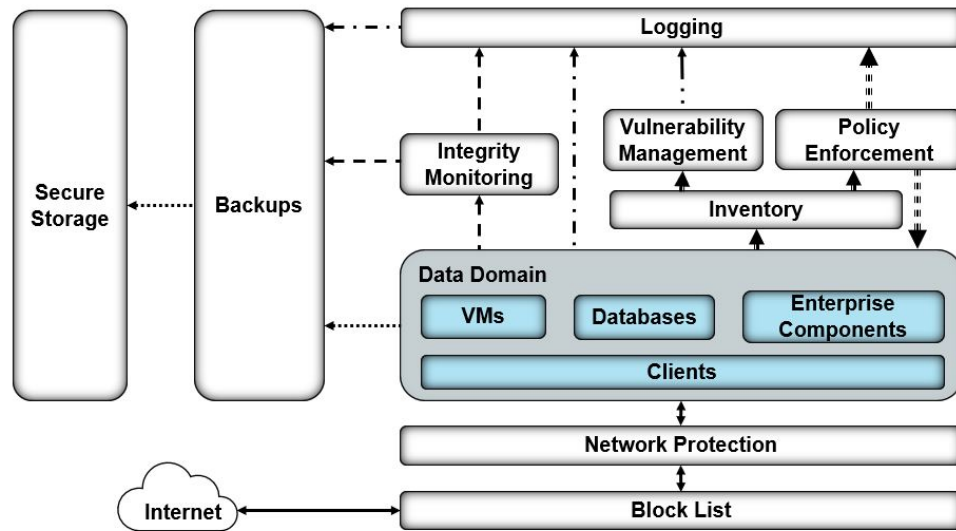 Logging
Vulnerability
Management
Policy
Enforcement
Integrity
Monitoring
Secure
Storage
Backups
Inventory
Data Domain
VMs
Databases
Enterprise
Components
Clients
Network Protection
Internet
Block List